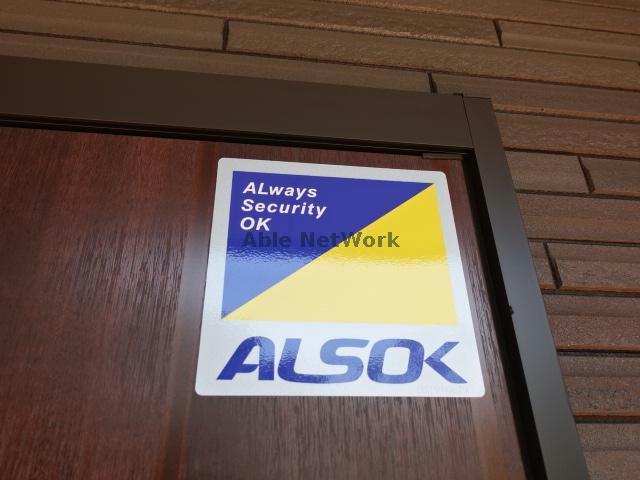 ALways
Security
OK
Able NetWork
ALSOK